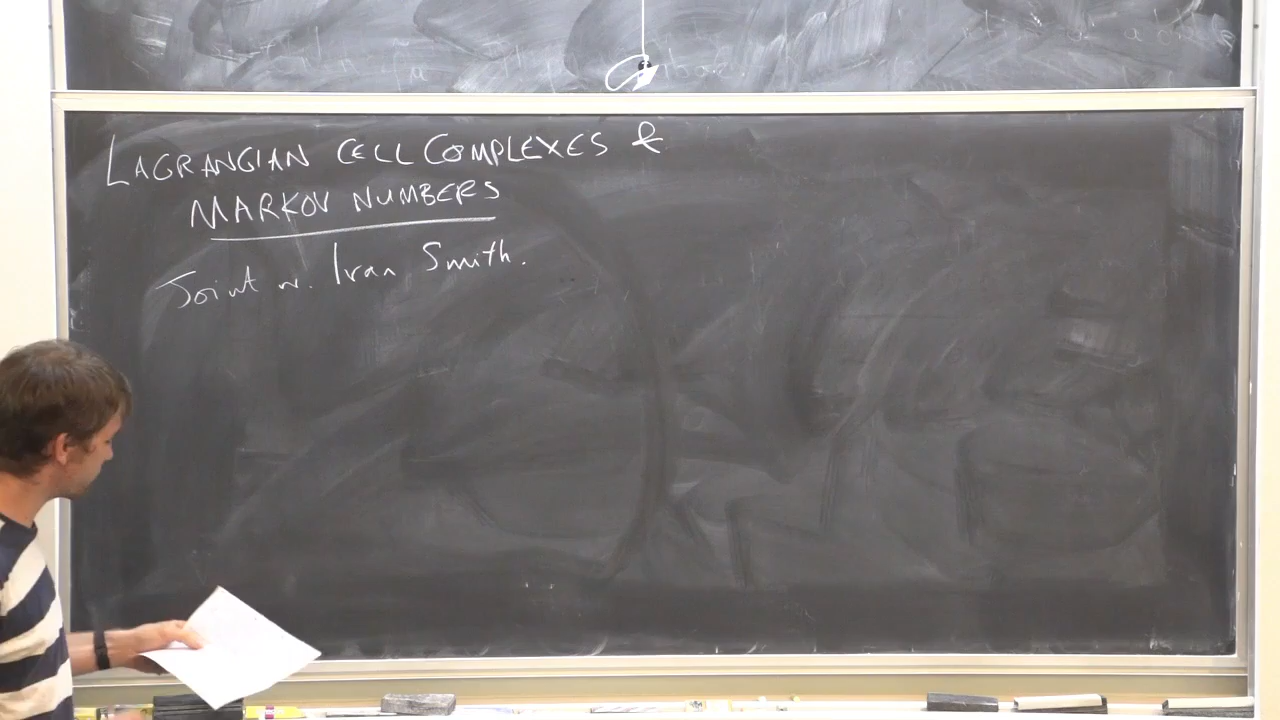 LAGRANGIAN CELL COMPLEXES &
MARKOV NUMBERS
Joint w. Ivan Smith.